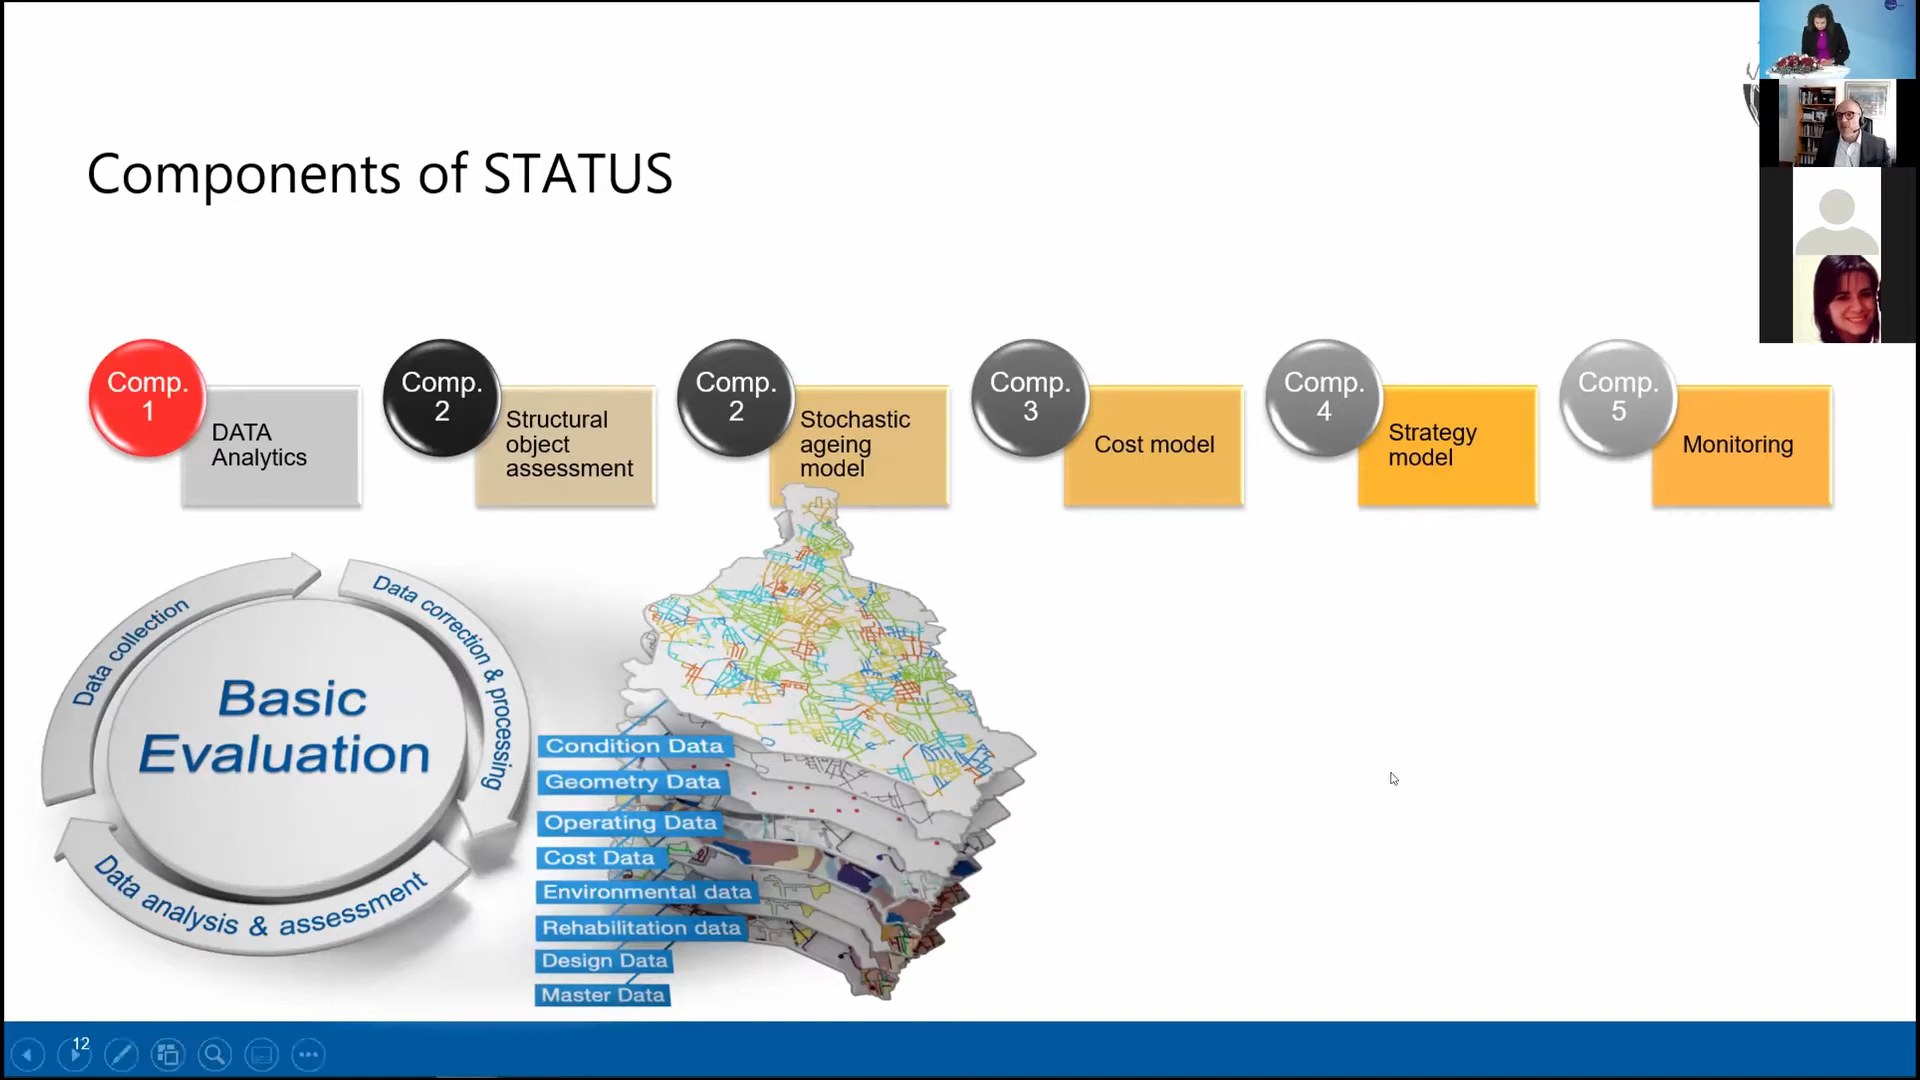 Components of STATUS
Comp.
1
DATA
Analytics
Comp.
2
Structural
object
assessment
Comp.
2
Stochastic
ageing
model
Comp.
3
Cost model
Comp.
4
Strategy
model
Comp.
5
Monitoring
Data collection
Data correction & processing
Data analysis & assessment
Basic
Evaluation
Condition Data
Geometry Data
Operating Data
Cost Data
Environmental data
Rehabilitation data
Design Data
Master Data
12